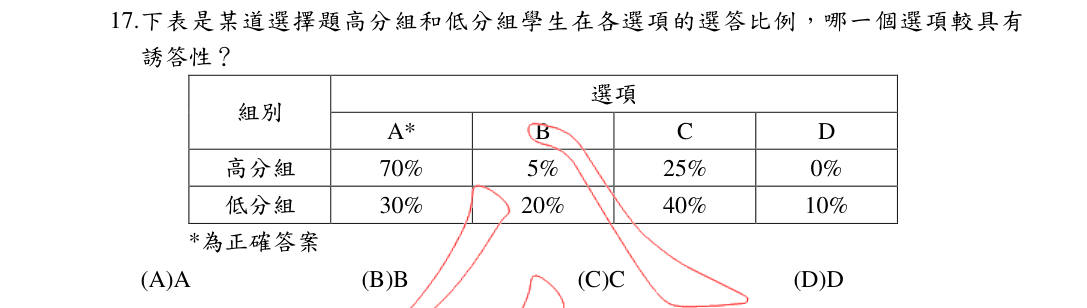 17.下表是某道選擇題高分組和低分組學生在各選項的選答比例，哪一個選項較具有
誘答性？
組別 選項
A* B C D
高分組 70% 5% 25% 0%
低分組 30% 20% 40% 10%
*為正確答案
(A)A (B)B (C)C (D)D